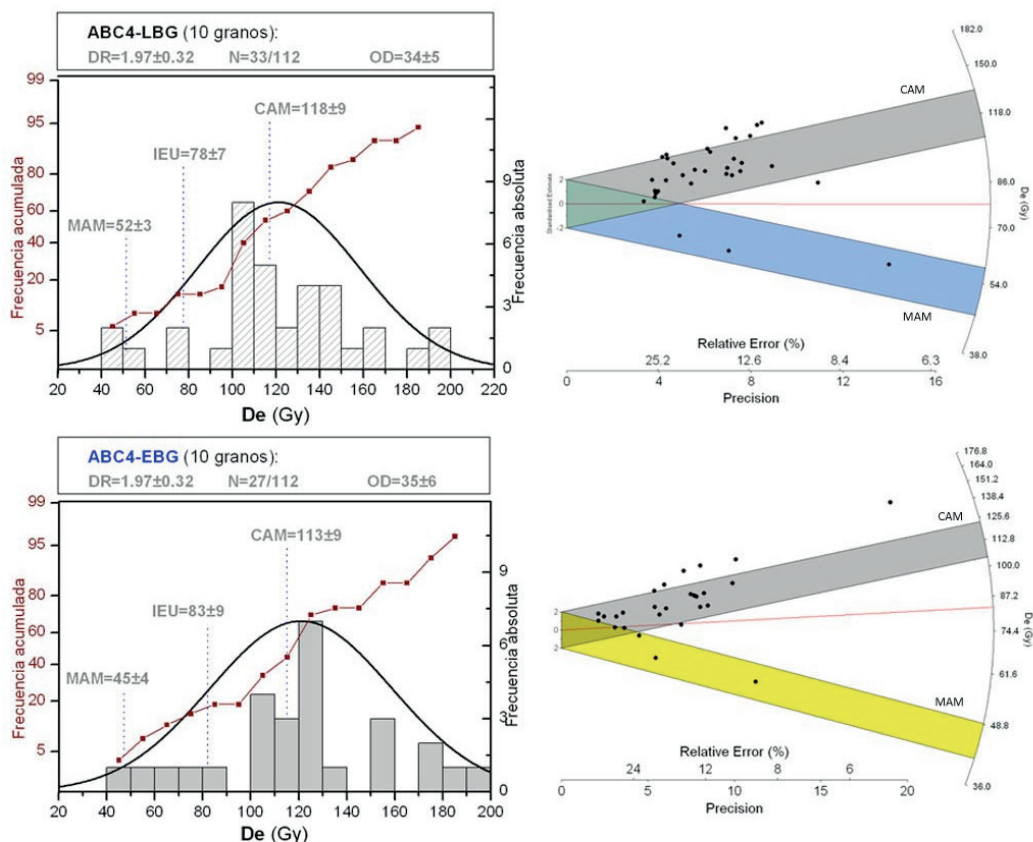 ABC4-LBG (10 granos):
DR=1.97±0.32 N=33/112 OD=34±5
Frecuencia acumulada
99
95
80
60
40
20
5
MAM=52±3
IEU=78±7
CAM=118±9
Frecuencia absoluta
9
6
3
0
20 40 60 80 100 120 140 160 180 200 220
De (Gy)
CAM
MAM
Standardised Estimate
2
0
-2
182.0
150.0
118.0
86.0
70.0
54.0
38.0
De (Gy)
Relative Error (%)
25.2 12.6 8.4 6.3
0 4 8 12 16
Precision
ABC4-EBG (10 granos):
DR=1.97±0.32 N=27/112 OD=35±6
Frecuencia acumulada
99
95
80
60
40
20
5
MAM=45±4
IEU=83±9
CAM=113±9
Frecuencia absoluta
9
6
3
0
20 40 60 80 100 120 140 160 180 200
De (Gy)
CAM
MAM
2
0
2
176.8
164.0
151.2
138.4
125.6
112.8
100.0
87.2
74.4
61.6
48.8
36.0
De (Gy)
Relative Error (%)
24 12 8 6
0 5 10 15 20
Precision